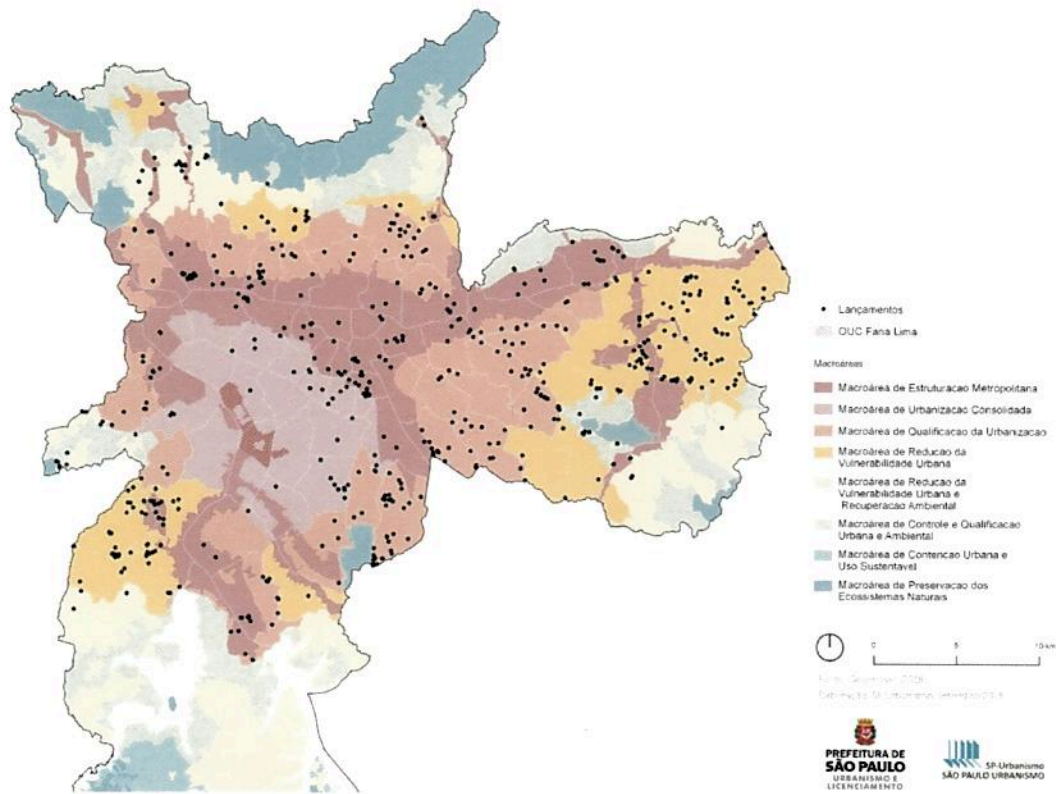 Lançamentos
OUC Faria Lima
Macroáreas
Macroárea de Estruturacao Metropolitana
Macroárea de Urbanizacao Consolidada
Macroárea de Qualificacao da Urbanizacao
Macroárea de Reducao da
Vulnerabilidade Urbana
Macroárea de Reducao da
Vulnerabilidade Urbana e
Recuperacao Ambiental
Macroárea de Controle e Qualificacao
Urbana e Ambiental
Macroárea de Contencao Urbana e
Uso Sustentavel
Macroárea de Preservacao dos
Ecossistemas Naturais
0 5 10 km
PREFEITURA DE
SÃO PAULO
URBANISMO E
LICENCIAMENTO
SP-Urbanismo
SÃO PAULO URBANISMO